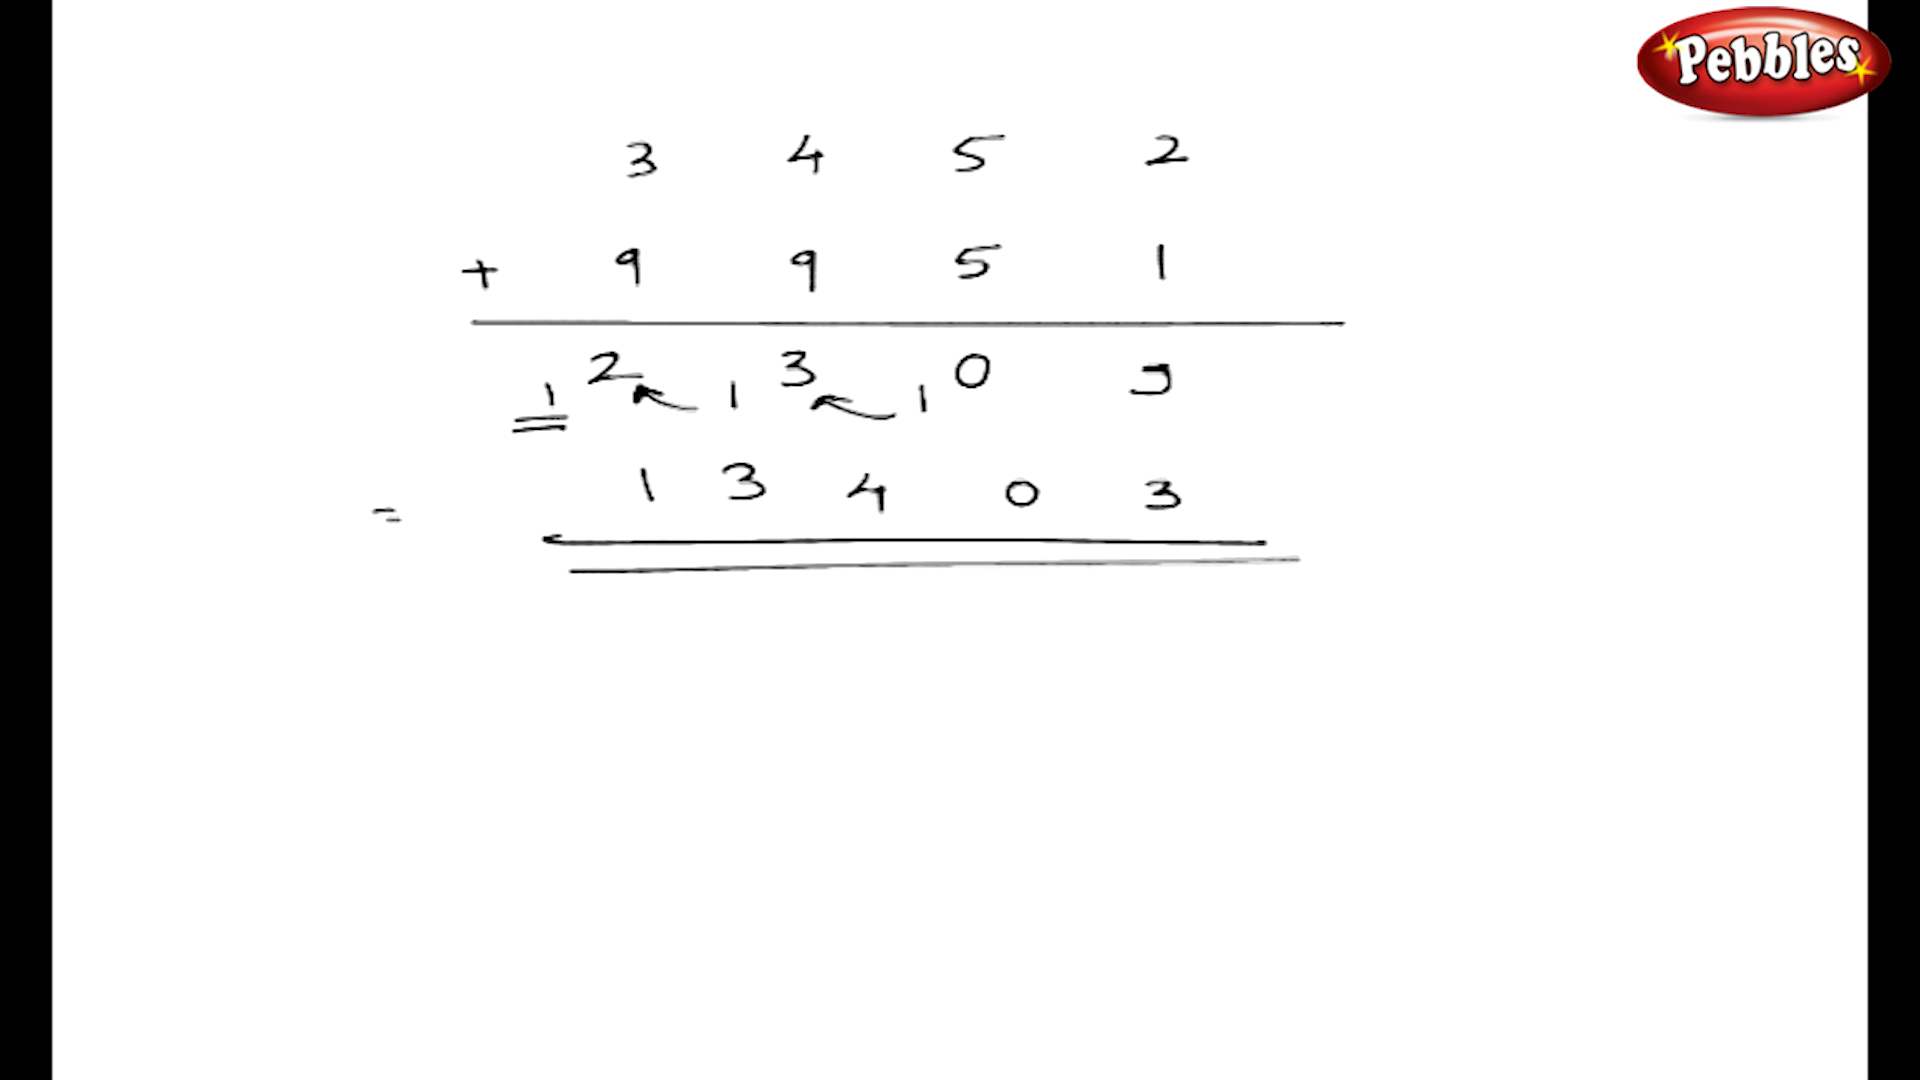 Pebbles
3 4 5 2
+ 9 9 5 1
1 2 1 3 1 0 3
= 1 3 4 0 3